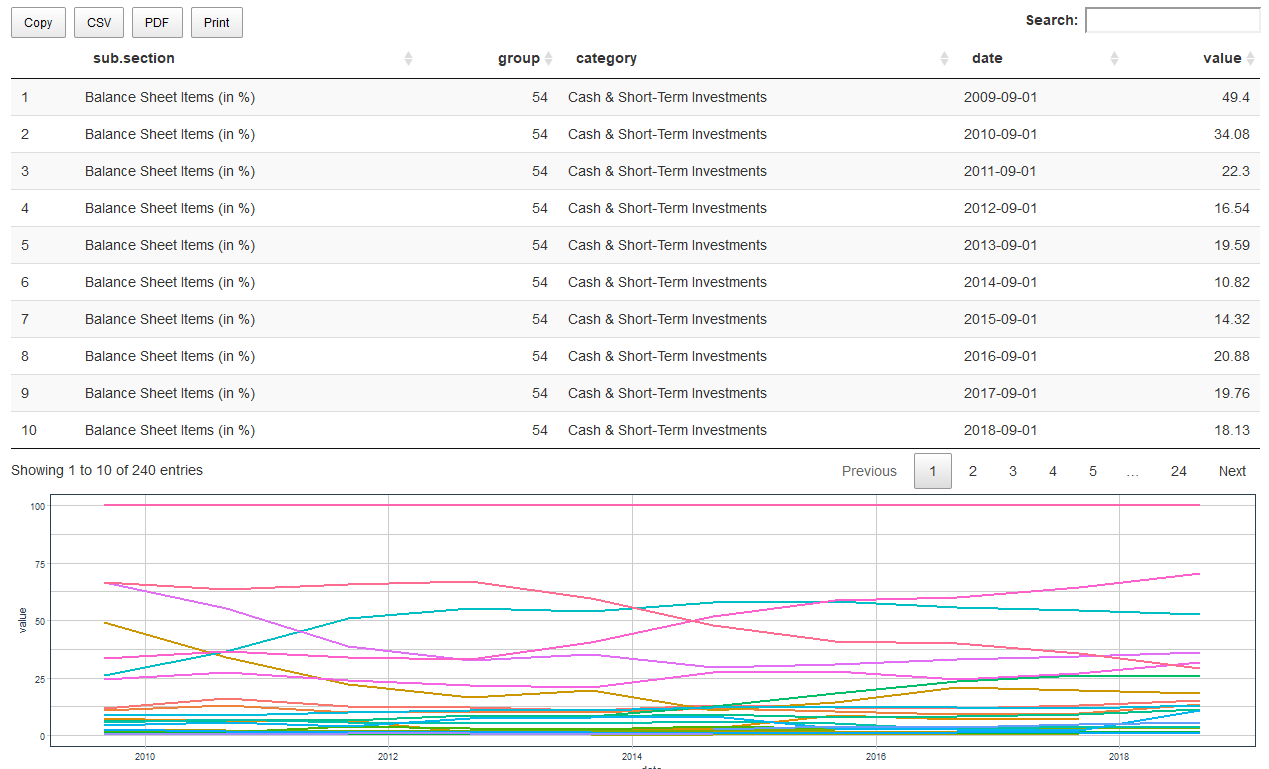 Copy CSV PDF Print Search:
sub.section group category date value
1 Balance Sheet Items (in %) 54 Cash & Short-Term Investments 2009-09-01 49.4
2 Balance Sheet Items (in %) 54 Cash & Short-Term Investments 2010-09-01 34.08
3 Balance Sheet Items (in %) 54 Cash & Short-Term Investments 2011-09-01 22.3
4 Balance Sheet Items (in %) 54 Cash & Short-Term Investments 2012-09-01 16.54
5 Balance Sheet Items (in %) 54 Cash & Short-Term Investments 2013-09-01 19.59
6 Balance Sheet Items (in %) 54 Cash & Short-Term Investments 2014-09-01 10.82
7 Balance Sheet Items (in %) 54 Cash & Short-Term Investments 2015-09-01 14.32
8 Balance Sheet Items (in %) 54 Cash & Short-Term Investments 2016-09-01 20.88
9 Balance Sheet Items (in %) 54 Cash & Short-Term Investments 2017-09-01 19.76
10 Balance Sheet Items (in %) 54 Cash & Short-Term Investments 2018-09-01 18.13
Showing 1 to 10 of 240 entries Previous 1 2 3 4 5 … 24 Next
100
75
value
50
25
0
2010 2012 2014 2016 2018